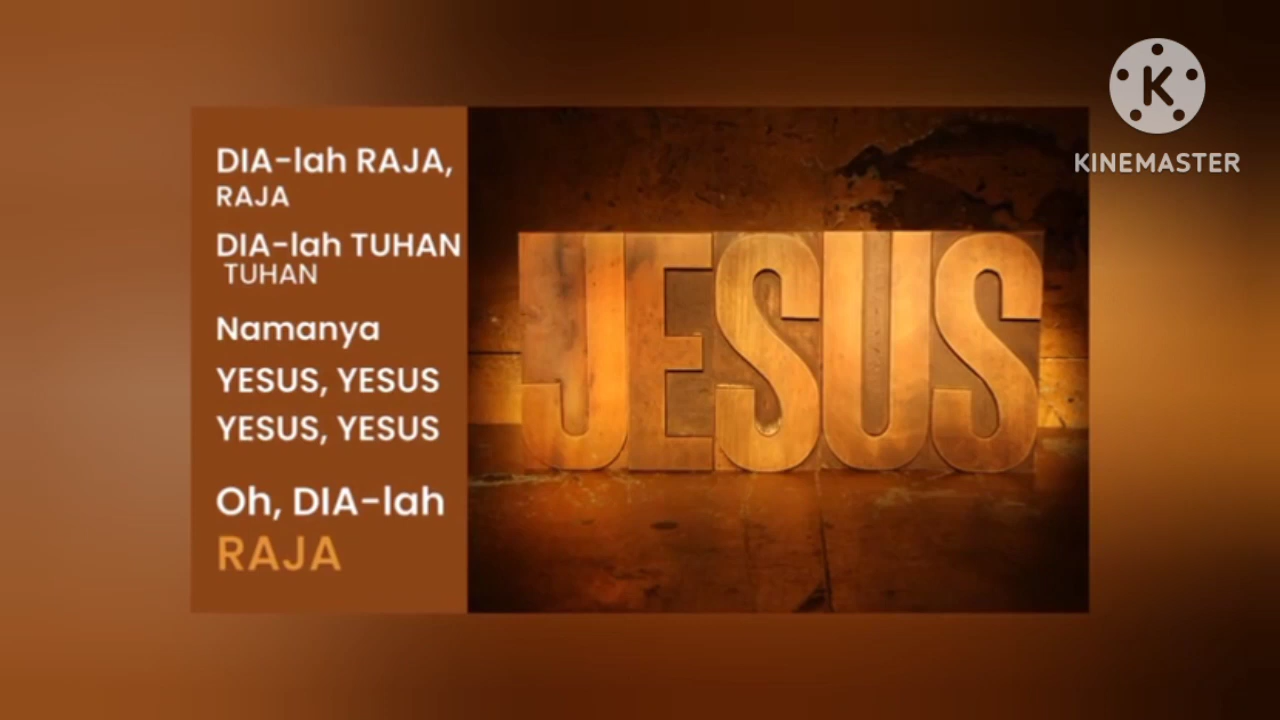 DIA-lah RAJA,
RAJA
DIA-lah TUHAN
TUHAN
Namanya
YESUS, YESUS
YESUS, YESUS
Oh, DIA-lah
RAJA
JESUS
K
KINEMASTER